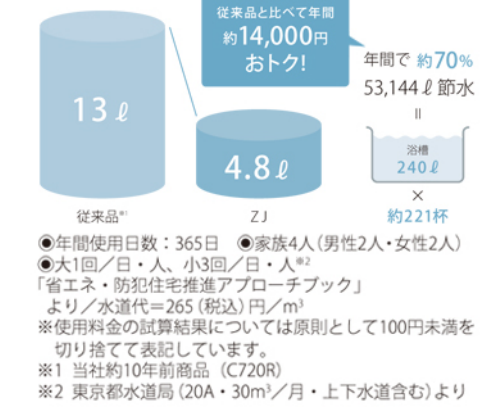 従来品と比べて年間
約14,000円
おトク!
年間で 約70%
53,144ℓ節水
=
浴槽
240ℓ
×
約221杯
13ℓ
4.8ℓ
従来品※1
ZJ
◉年間使用日数:365日 ◉家族4人(男性2人・女性2人)
◉大1回/日・人、小3回/日・人※2
「省エネ・防犯住宅推進アプローチブック」
より/水道代=265(税込)円/m³
※使用料金の試算結果については原則として100円未満を
切り捨てて表記しています。
※1 当社約10年前商品(C720R)
※2 東京都水道局(20A・30m³/月・上下水道含む)より